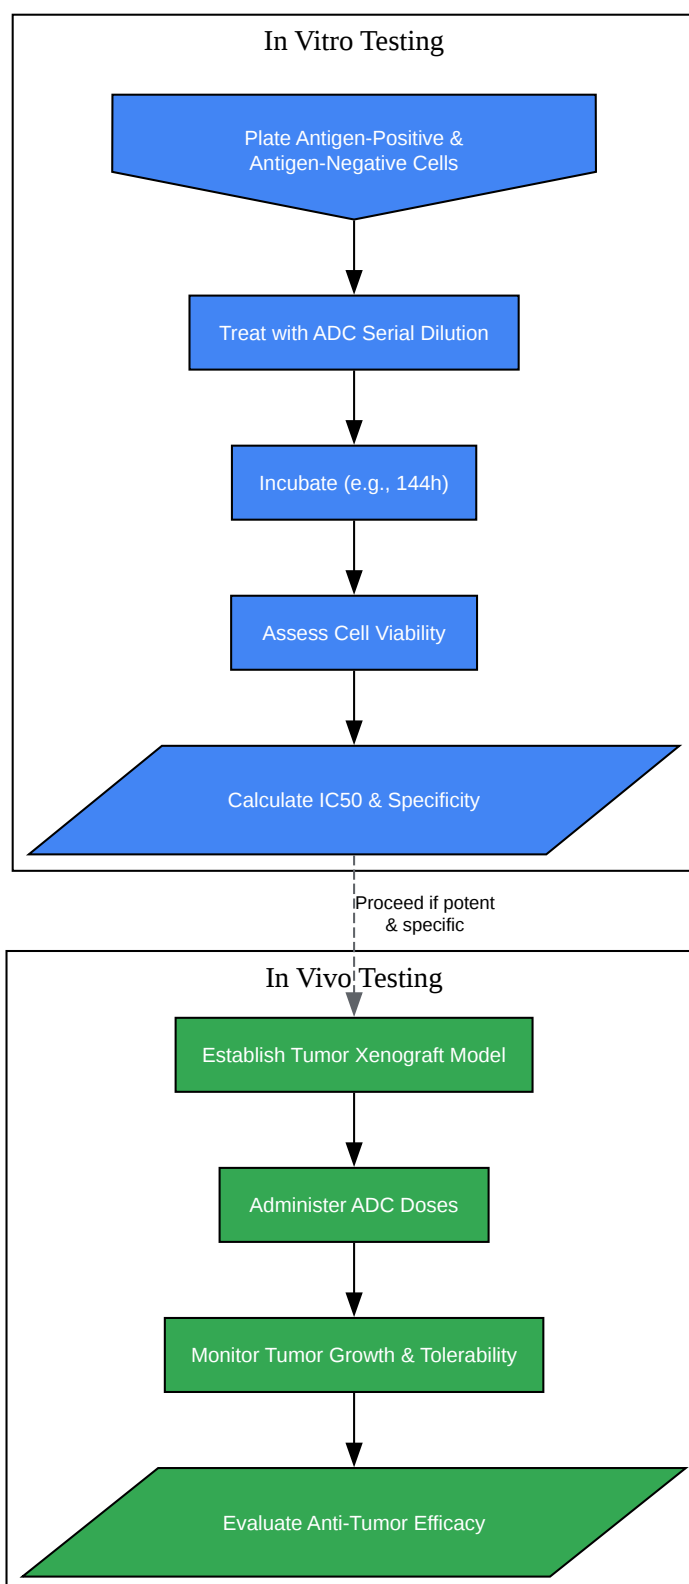 In Vitro Testing
Plate Antigen-Positive &
Antigen-Negative Cells
Treat with ADC Serial Dilution
Incubate (e.g., 144h)
Assess Cell Viability
Calculate IC50 & Specificity
Proceed if potent
& specific
In Vivo Testing
Establish Tumor Xenograft Model
Administer ADC Doses
Monitor Tumor Growth & Tolerability
Evaluate Anti-Tumor Efficacy